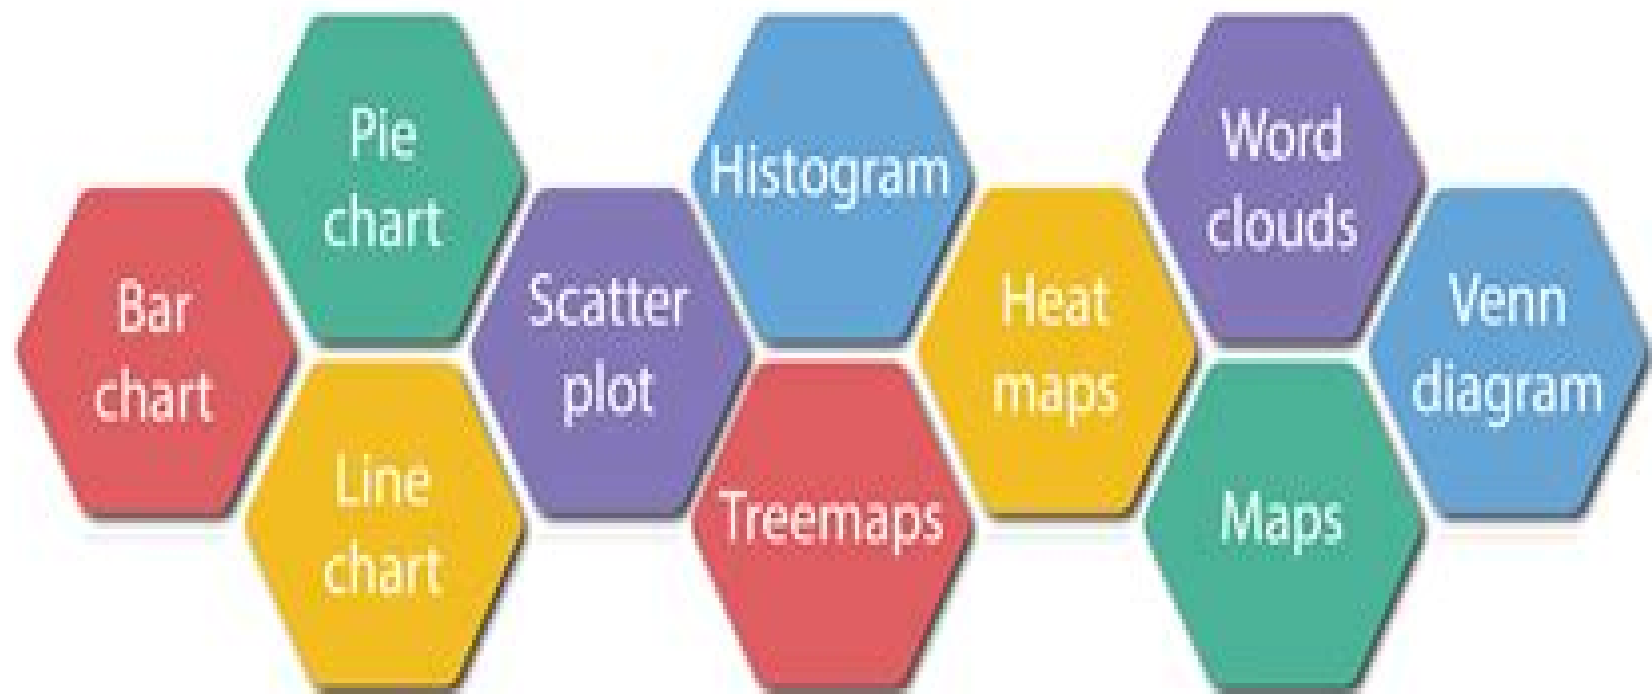 Pie
chart
Histogram
Word
clouds
Bar
chart
Scatter
plot
Heat
maps
Venn
diagram
Line
chart
Treemaps
Maps